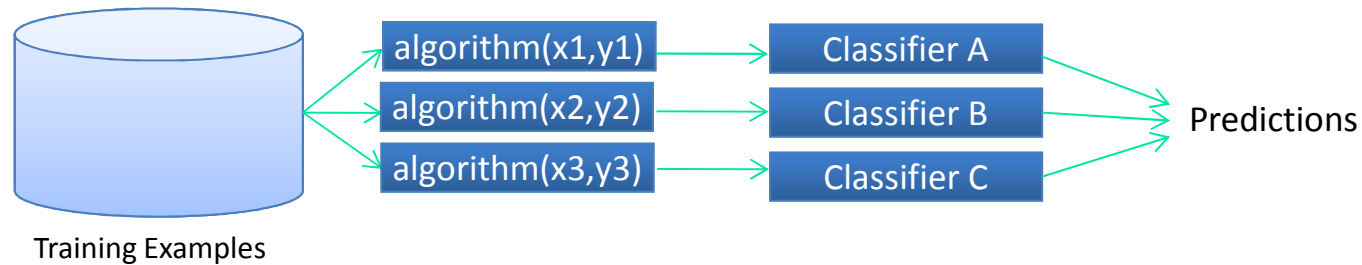 algorithm(x1,y1)
Classifier A
algorithm(x2,y2)
Classifier B
Predictions
algorithm(x3,y3)
Classifier C
Training Examples